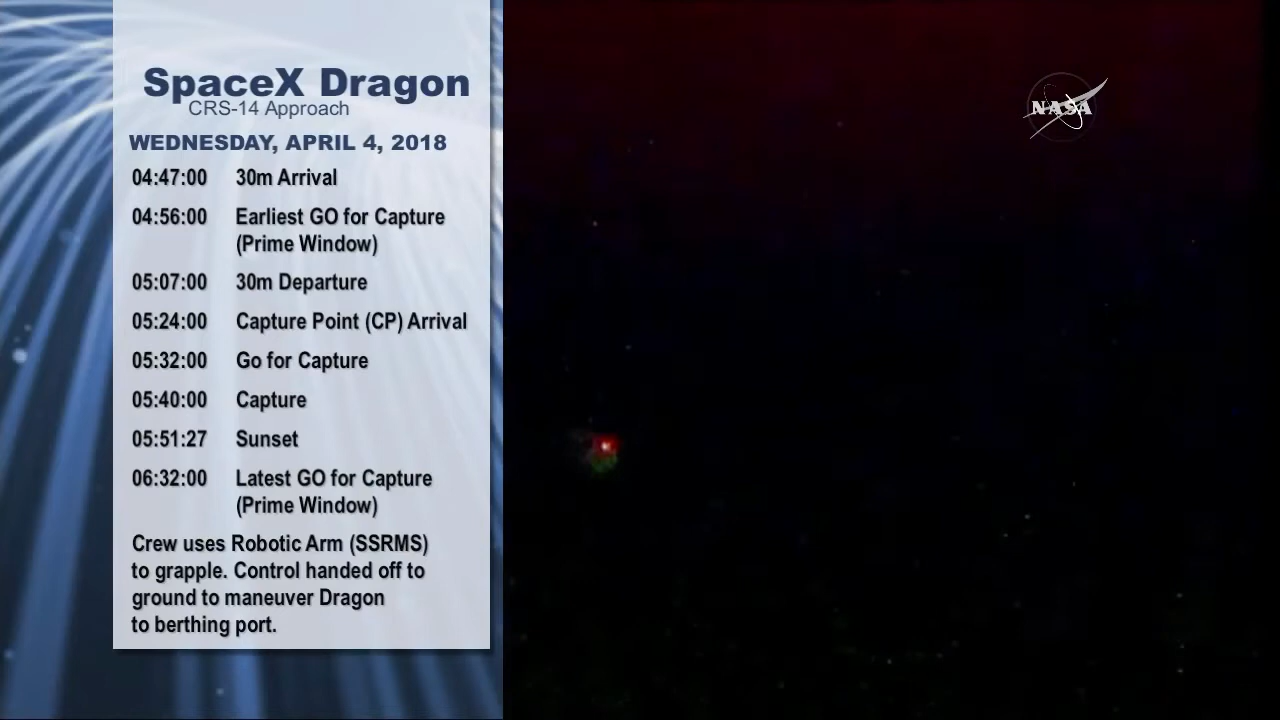 SpaceX Dragon
CRS-14 Approach
WEDNESDAY, APRIL 4, 2018
04:47:00 30m Arrival
04:56:00 Earliest GO for Capture
(Prime Window)
05:07:00 30m Departure
05:24:00 Capture Point (CP) Arrival
05:32:00 Go for Capture
05:40:00 Capture
05:51:27 Sunset
06:32:00 Latest GO for Capture
(Prime Window)
Crew uses Robotic Arm (SSRMS)
to grapple. Control handed off to
ground to maneuver Dragon
to berthing port.
NASA